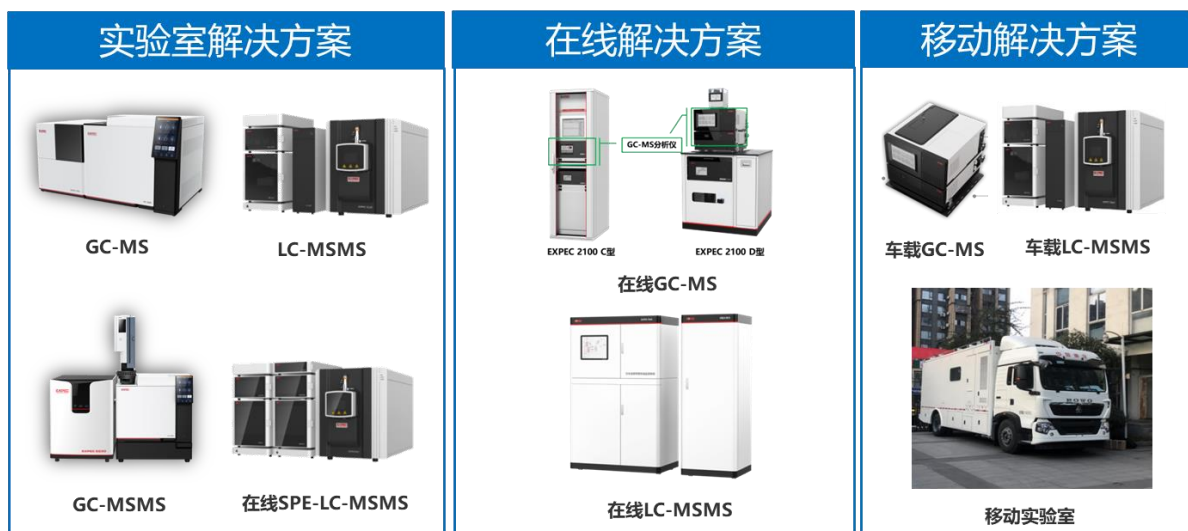 实验室解决方案
GC-MS
LC-MSMS
GC-MSMS
在线SPE-LC-MSMS
在线解决方案
GC-MS分析仪
EXPEC 2100 C型
EXPEC 2100 D型
在线GC-MS
在线LC-MSMS
移动解决方案
车载GC-MS
车载LC-MSMS
HOWO
移动实验室